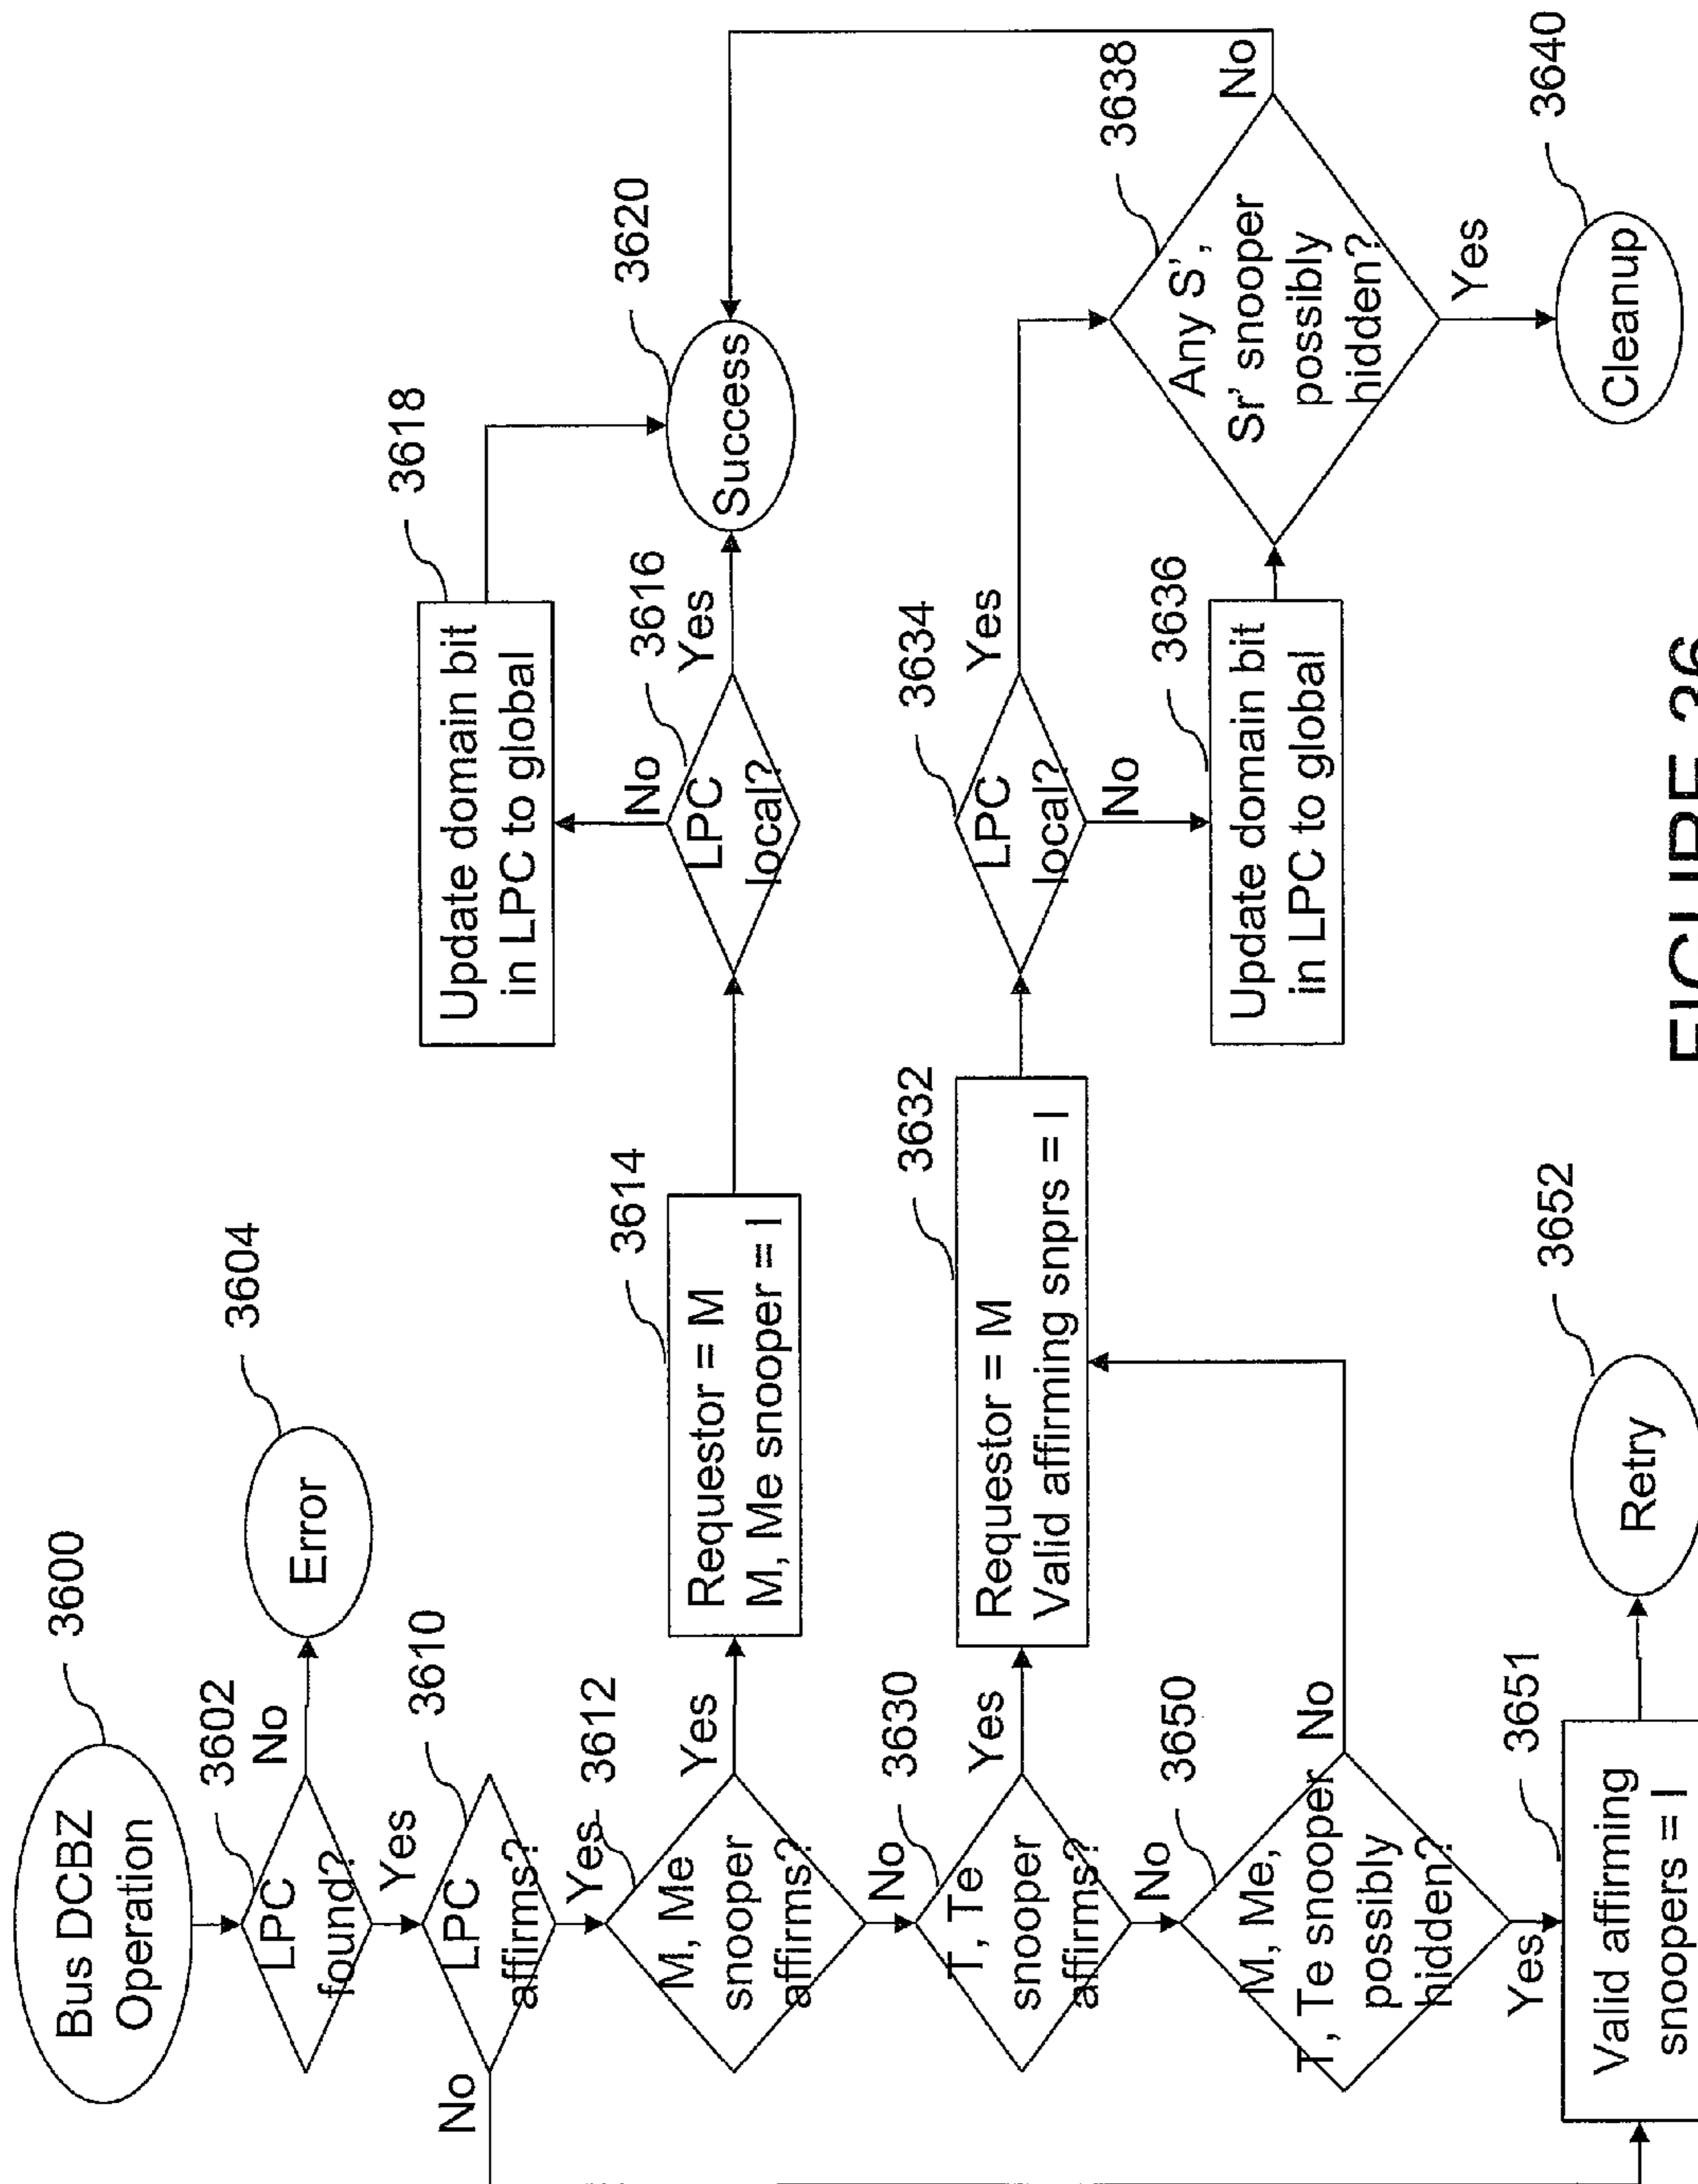 3600
Bus DCBZ
Operation
3602
LPC
found?
No
3604
Error
Yes
3610
LPC
affirms?
No
Yes
3612
M, Me
snooper
affirms?
Yes
3614
Requestor = M
M, Me snooper = I
3616
LPC
local?
No
3618
Update domain bit
in LPC to global
Yes
3620
Success
No
3630
T, Te
snooper
affirms?
Yes
3632
Requestor = M
Valid affirming snprs = I
3634
LPC
local?
Yes
No
3636
Update domain bit
in LPC to global
3638
Any S',
Sr' snooper
possibly
hidden?
No
Yes
3640
Cleanup
No
3650
M, Me,
T, Te snooper
possibly
hidden?
No
Yes
3651
Valid affirming
snoopers = I
3652
Retry
FIGURE 36